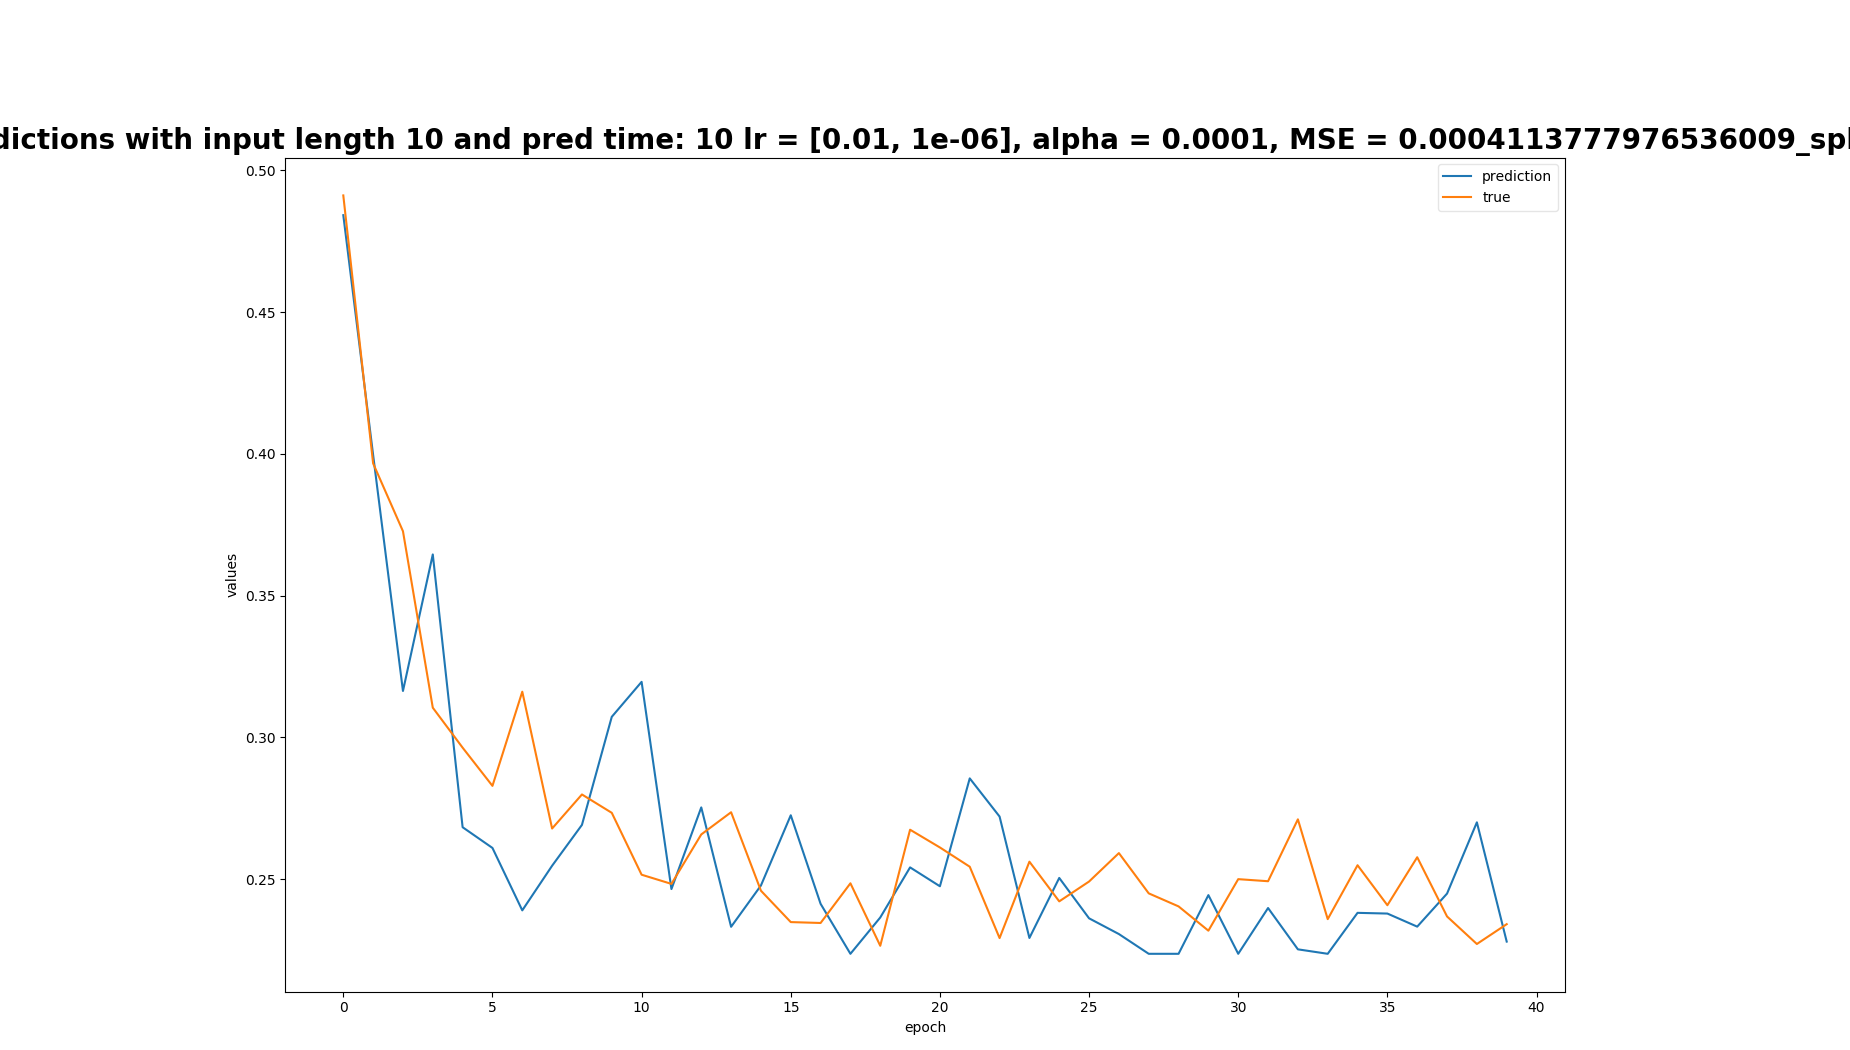 dictions with input length 10 and pred time: 10 lr = [0.01, 1e-06], alpha = 0.0001, MSE = 0.0004113777976536009_spl
prediction
true
0.50
0.45
0.40
0.35
0.30
0.25
values
0 5 10 15 20 25 30 35 40
epoch